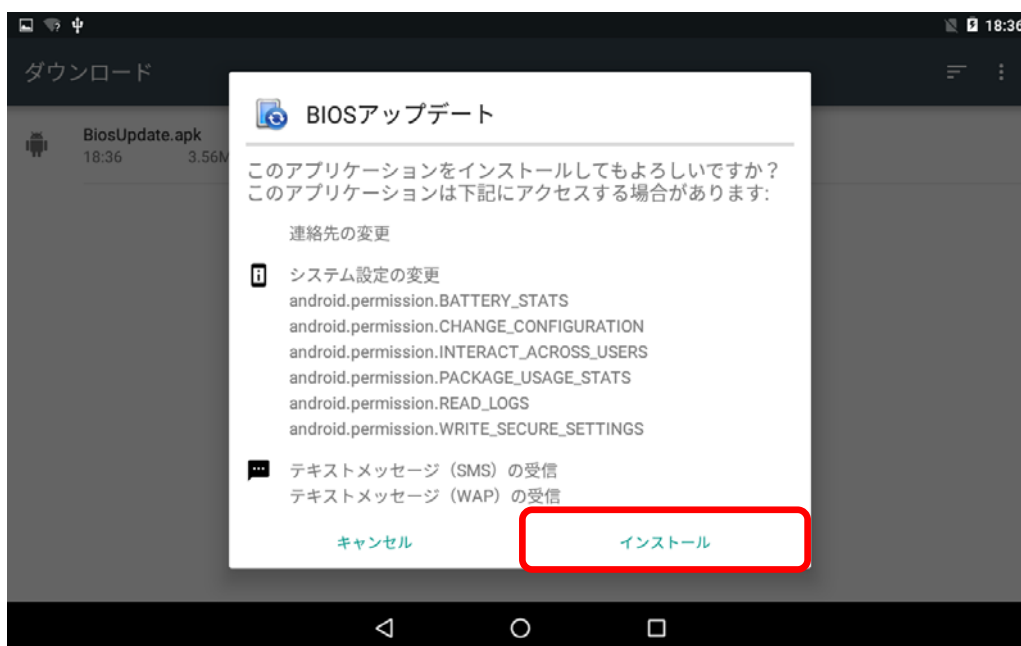 18:36
ダウンロード
BIOSアップデート
BiosUpdate.apk
18:36 3.56M
このアプリケーションをインストールしてもよろしいですか？
このアプリケーションは下記にアクセスする場合があります:
連絡先の変更
システム設定の変更
android.permission.BATTERY_STATS
android.permission.CHANGE_CONFIGURATION
android.permission.INTERACT_ACROSS_USERS
android.permission.PACKAGE_USAGE_STATS
android.permission.READ_LOGS
android.permission.WRITE_SECURE_SETTINGS
テキストメッセージ（SMS）の受信
テキストメッセージ（WAP）の受信
キャンセル インストール